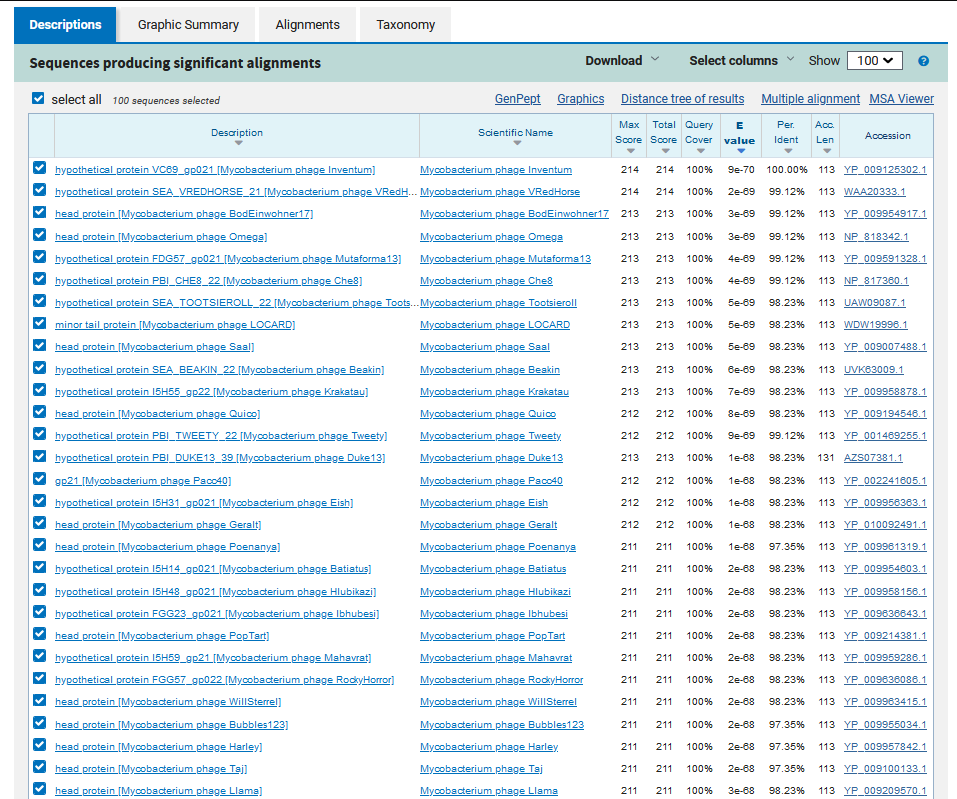 Descriptions Graphic Summary Alignments Taxonomy
Sequences producing significant alignments Download Select columns Show 100 ?
select all 100 sequences selected GenPept Graphics Distance tree of results Multiple alignment MSA Viewer
Description Scientific Name Max Score Total Score Query Cover E value Per. Ident Acc. Len Accession
hypothetical protein VC69_gp021 [Mycobacterium phage Inventum] Mycobacterium phage Inventum 214 214 100% 9e-70 100.00% 113 YP_009125302.1
hypothetical protein SEA_VREDHORSE_21 [Mycobacterium phage VRedH... Mycobacterium phage VRedHorse 214 214 100% 2e-69 99.12% 113 WAA20333.1
head protein [Mycobacterium phage BodEinwohner17] Mycobacterium phage BodEinwohner17 213 213 100% 3e-69 99.12% 113 YP_009954917.1
head protein [Mycobacterium phage Omega] Mycobacterium phage Omega 213 213 100% 3e-69 99.12% 113 NP_818342.1
hypothetical protein FDG57_gp021 [Mycobacterium phage Mutaforma13] Mycobacterium phage Mutaforma13 213 213 100% 4e-69 99.12% 113 YP_009591328.1
hypothetical protein PBI_CHE8_22 [Mycobacterium phage Che8] Mycobacterium phage Che8 213 213 100% 4e-69 99.12% 113 NP_817360.1
hypothetical protein SEA_TOOTSIEROLL_22 [Mycobacterium phage Toots... Mycobacterium phage Tootsieroll 213 213 100% 5e-69 98.23% 113 UAW09087.1
minor tail protein [Mycobacterium phage LOCARD] Mycobacterium phage LOCARD 213 213 100% 5e-69 98.23% 113 WDW19996.1
head protein [Mycobacterium phage Saal] Mycobacterium phage Saal 213 213 100% 5e-69 98.23% 113 YP_009007488.1
hypothetical protein SEA_BEAKIN_22 [Mycobacterium phage Beakin] Mycobacterium phage Beakin 213 213 100% 6e-69 98.23% 113 UVK63009.1
hypothetical protein I5H55_gp22 [Mycobacterium phage Krakatau] Mycobacterium phage Krakatau 213 213 100% 7e-69 98.23% 113 YP_009958878.1
head protein [Mycobacterium phage Quico] Mycobacterium phage Quico 212 212 100% 8e-69 98.23% 113 YP_009194546.1
hypothetical protein PBI_TWEETY_22 [Mycobacterium phage Tweety] Mycobacterium phage Tweety 212 212 100% 9e-69 99.12% 113 YP_001469255.1
hypothetical protein PBI_DUKE13_39 [Mycobacterium phage Duke13] Mycobacterium phage Duke13 213 213 100% 1e-68 98.23% 131 AZS07381.1
gp21 [Mycobacterium phage Paco40] Mycobacterium phage Paco40 212 212 100% 1e-68 98.23% 113 YP_002241605.1
hypothetical protein I5H31_gp021 [Mycobacterium phage Eish] Mycobacterium phage Eish 212 212 100% 1e-68 98.23% 113 YP_009956363.1
head protein [Mycobacterium phage Geralt] Mycobacterium phage Geralt 212 212 100% 1e-68 98.23% 113 YP_010092491.1
head protein [Mycobacterium phage Poenanya] Mycobacterium phage Poenanya 211 211 100% 1e-68 97.35% 113 YP_009961319.1
hypothetical protein I5H14_gp021 [Mycobacterium phage Batiatus] Mycobacterium phage Batiatus 211 211 100% 2e-68 98.23% 113 YP_009954603.1
hypothetical protein I5H48_gp021 [Mycobacterium phage Hlubikazi] Mycobacterium phage Hlubikazi 211 211 100% 2e-68 98.23% 113 YP_009958156.1
hypothetical protein FGG23_gp021 [Mycobacterium phage Ibhubesi] Mycobacterium phage Ibhubesi 211 211 100% 2e-68 98.23% 113 YP_009636643.1
head protein [Mycobacterium phage PopTart] Mycobacterium phage PopTart 211 211 100% 2e-68 98.23% 113 YP_009214381.1
hypothetical protein I5H59_gp21 [Mycobacterium phage Mahavrat] Mycobacterium phage Mahavrat 211 211 100% 2e-68 98.23% 113 YP_009959286.1
hypothetical protein FGG57_gp022 [Mycobacterium phage RockyHorror] Mycobacterium phage RockyHorror 211 211 100% 2e-68 98.23% 113 YP_009636086.1
head protein [Mycobacterium phage WillSterrel] Mycobacterium phage WillSterrel 211 211 100% 2e-68 98.23% 113 YP_009963415.1
head protein [Mycobacterium phage Bubbles123] Mycobacterium phage Bubbles123 211 211 100% 2e-68 97.35% 113 YP_009955034.1
head protein [Mycobacterium phage Harley] Mycobacterium phage Harley 211 211 100% 2e-68 97.35% 113 YP_009957842.1
head protein [Mycobacterium phage Taj] Mycobacterium phage Taj 211 211 100% 2e-68 97.35% 113 YP_009100133.1
head protein [Mycobacterium phage Llama] Mycobacterium phage Llama 211 211 100% 3e-68 98.23% 113 YP_009209570.1